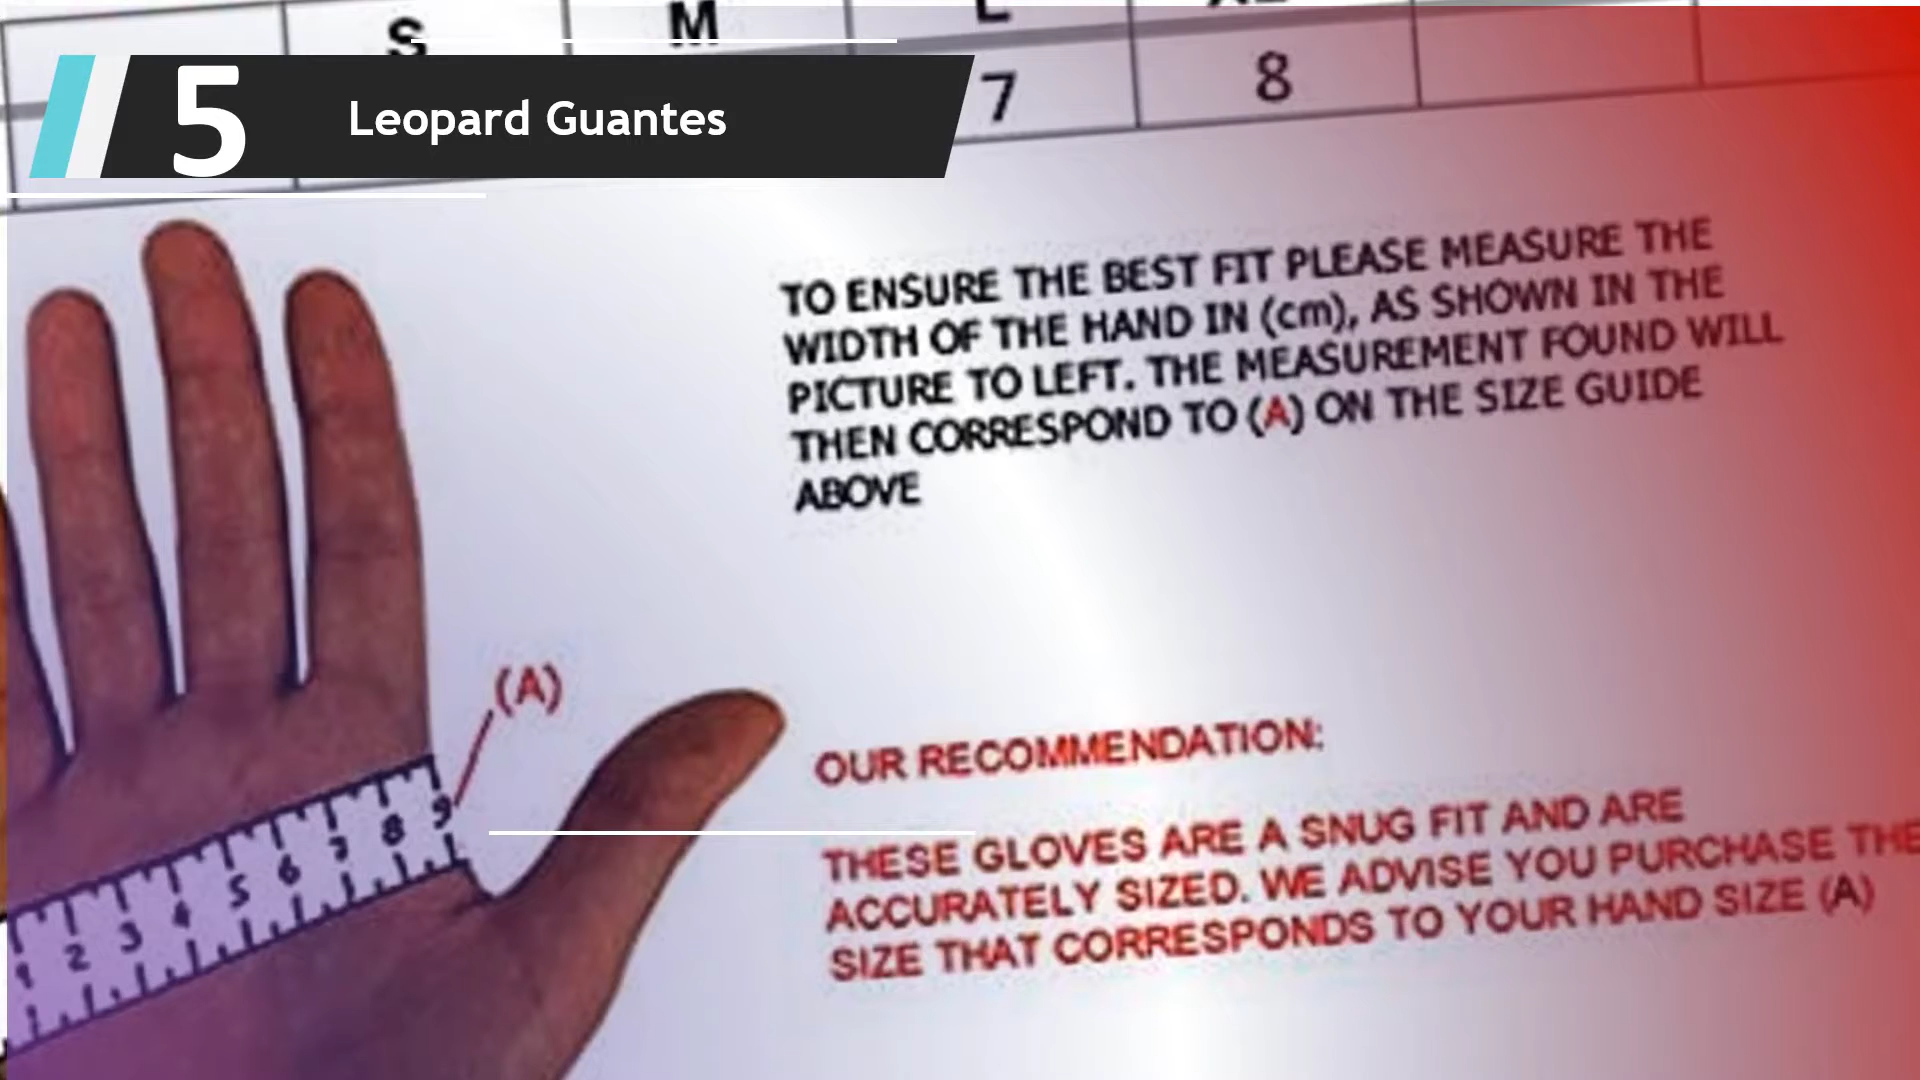 S M L
5 Leopard Guantes
7 8
TO ENSURE THE BEST FIT PLEASE MEASURE THE
WIDTH OF THE HAND IN (cm), AS SHOWN IN THE
PICTURE TO LEFT. THE MEASUREMENT FOUND WILL
THEN CORRESPOND TO (A) ON THE SIZE GUIDE
ABOVE
(A)
OUR RECOMMENDATION:
THESE GLOVES ARE A SNUG FIT AND ARE
ACCURATELY SIZED. WE ADVISE YOU PURCHASE THE
SIZE THAT CORRESPONDS TO YOUR HAND SIZE (A)
1 2 3 4 5 6 7 8 9